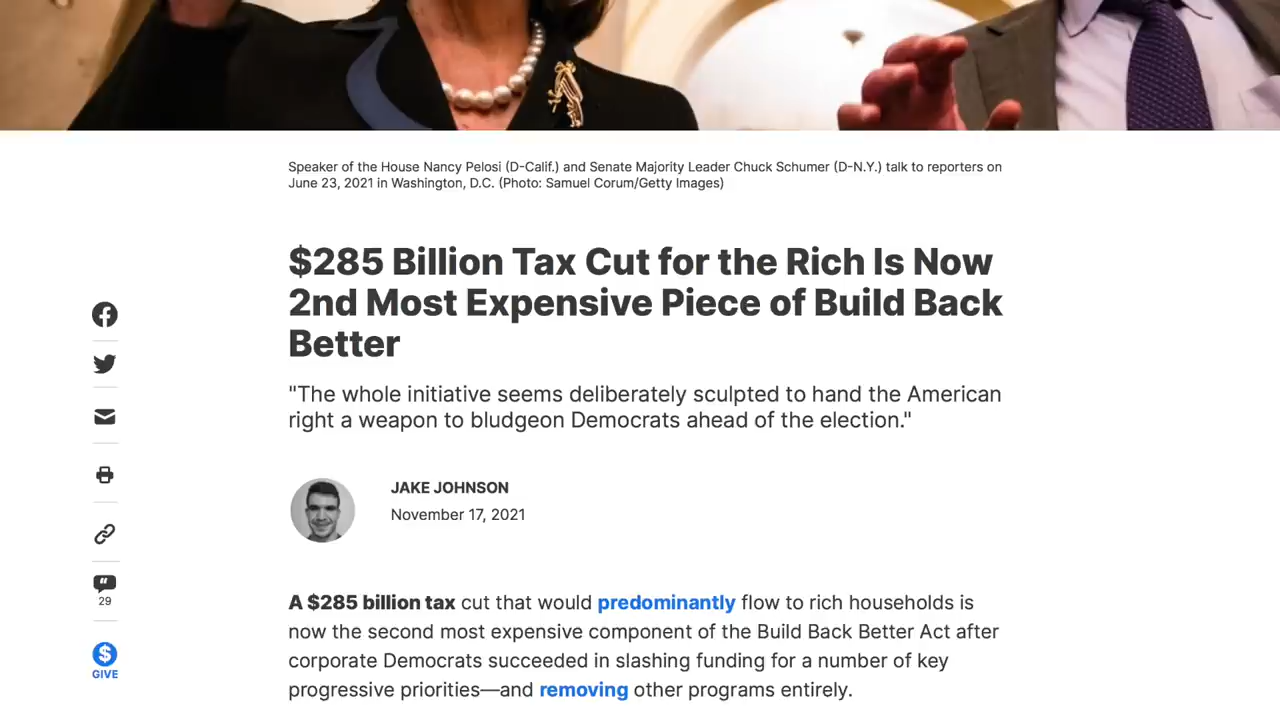 Speaker of the House Nancy Pelosi (D-Calif.) and Senate Majority Leader Chuck Schumer (D-N.Y.) talk to reporters on
June 23, 2021 in Washington, D.C. (Photo: Samuel Corum/Getty Images)
$285 Billion Tax Cut for the Rich Is Now
2nd Most Expensive Piece of Build Back
Better
"The whole initiative seems deliberately sculpted to hand the American
right a weapon to bludgeon Democrats ahead of the election."
JAKE JOHNSON
November 17, 2021
29
$
GIVE
A $285 billion tax cut that would predominantly flow to rich households is
now the second most expensive component of the Build Back Better Act after
corporate Democrats succeeded in slashing funding for a number of key
progressive priorities—and removing other programs entirely.